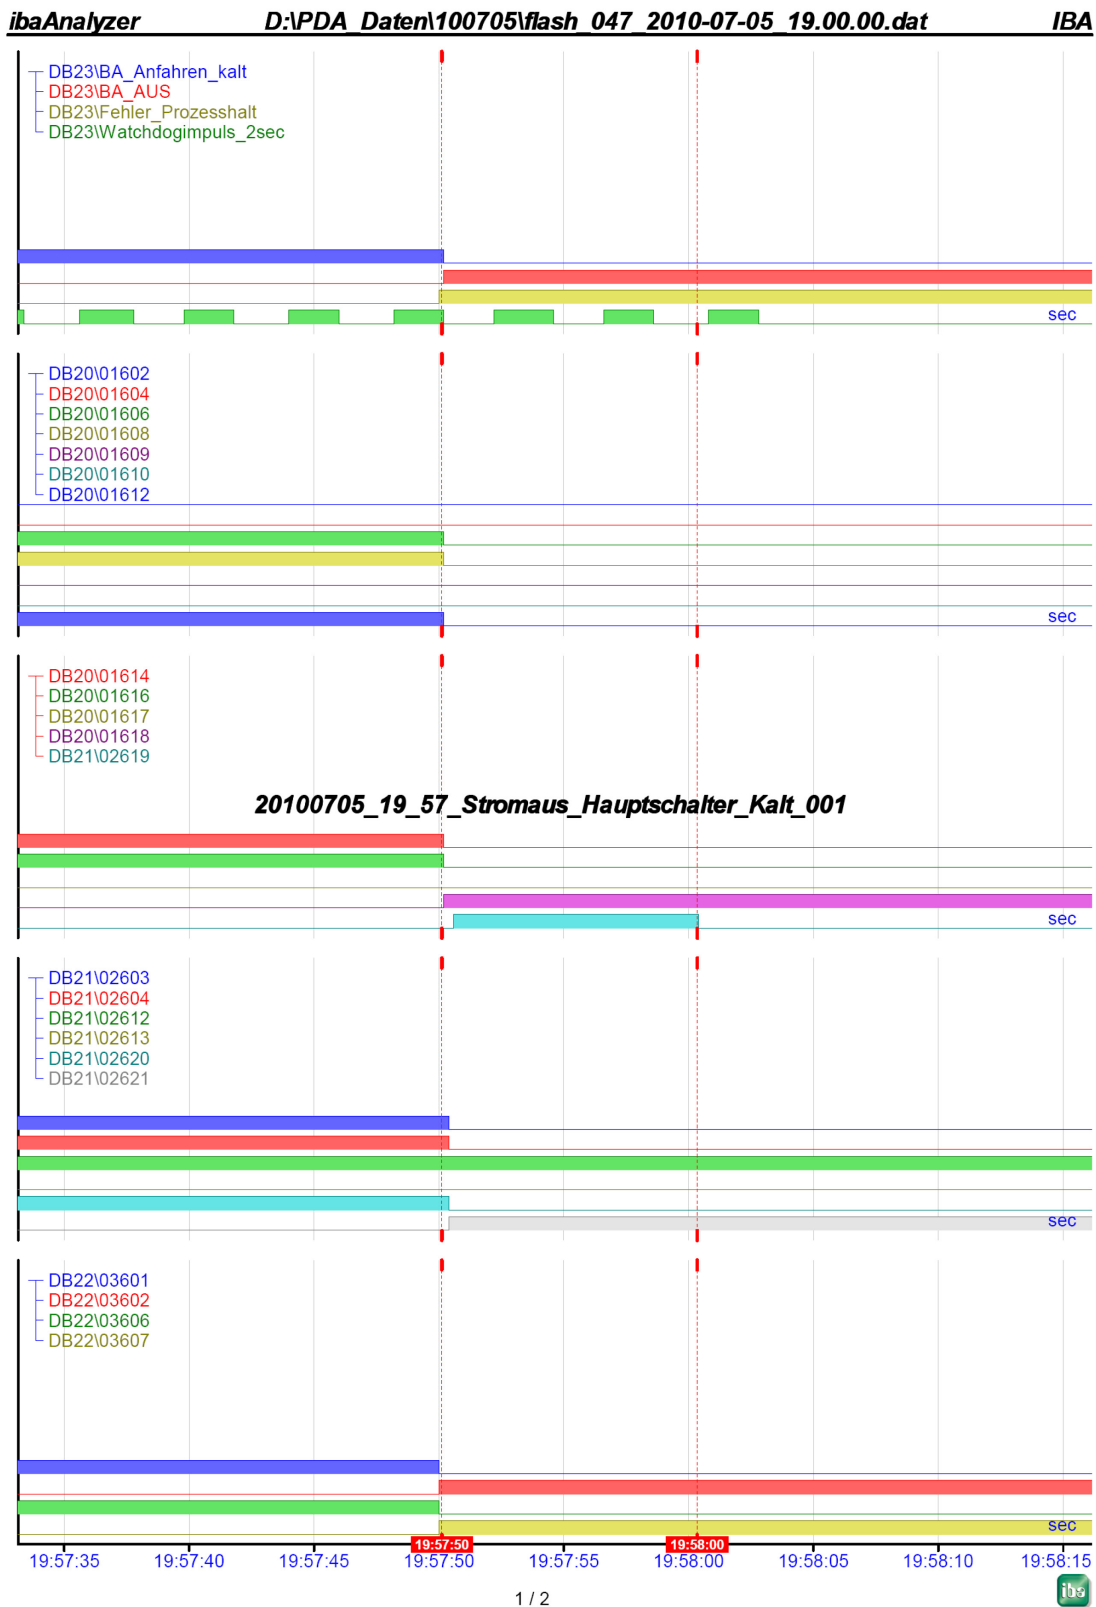 ibaAnalyzer D:\PDA_Daten\100705\flash_047_2010-07-05_19.00.00.dat IBA
DB23\BA_Anfahren_kalt
DB23\BA_AUS
DB23\Fehler_Prozesshalt
DB23\Watchdogimpuls_2sec
sec
DB20\01602
DB20\01604
DB20\01606
DB20\01608
DB20\01609
DB20\01610
DB20\01612
sec
DB20\01614
DB20\01616
DB20\01617
DB20\01618
DB21\02619
20100705_19_57_Stromaus_Hauptschalter_Kalt_001
sec
DB21\02603
DB21\02604
DB21\02612
DB21\02613
DB21\02620
DB21\02621
sec
DB22\03601
DB22\03602
DB22\03606
DB22\03607
sec
19:57:50 19:58:00
19:57:35 19:57:40 19:57:45 19:57:50 19:57:55 19:58:00 19:58:05 19:58:10 19:58:15
1 / 2
iba